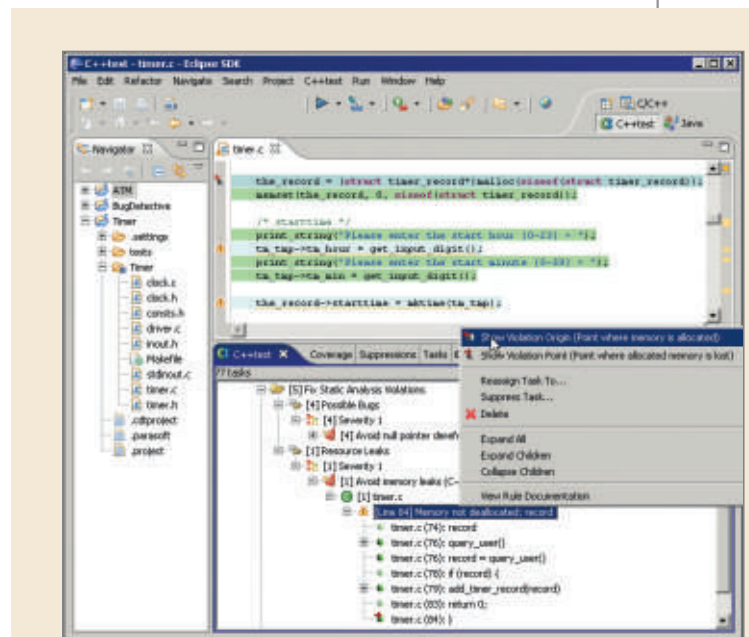 C++test - timer.c - Eclipse SDK
File Edit Refactor Navigate Search Project C++test Run Window Help
C/C++
C++test Java
Navigator
timer.c
ATM
BugDetective
Timer
.settings
tests
Timer
clock.c
clock.h
consts.h
driver.c
inout.h
Makefile
stdinout.c
timer.c
timer.h
.cdtproject
.parasoft
.project
the_record = (struct timer_record*)malloc(sizeof(struct timer_record));
memset(the_record, 0, sizeof(struct timer_record));
/* starttime */
print_string("Please enter the start hour (0-23) > ");
tm_tmp->tm_hour = get_input_digit();
print_string("Please enter the start minute (0-59) > ");
tm_tmp->tm_min = get_input_digit();
the_record->starttime = mktime(tm_tmp);
C++test Coverage Suppressions Tasks
77 tasks
[5] Fix Static Analysis Violations
[4] Possible Bugs
[4] Severity 1
[4] Avoid null pointer deref
[1] Resource Leaks
[1] Severity 1
[1] Avoid memory leaks (C-
[1] timer.c
[Line 84] Memory not deallocated: record
timer.c (74): record
timer.c (76): query_user()
timer.c (76): record = query_user()
timer.c (78): if (record) {
timer.c (79): add_timer_record(record)
timer.c (83): return 0;
timer.c (84): }
Show Violation Origin (Point where memory is allocated)
Show Violation Point (Point where allocated memory is lost)
Reassign Task To...
Suppress Task...
Delete
Expand All
Expand Children
Collapse Children
View Rule Documentation